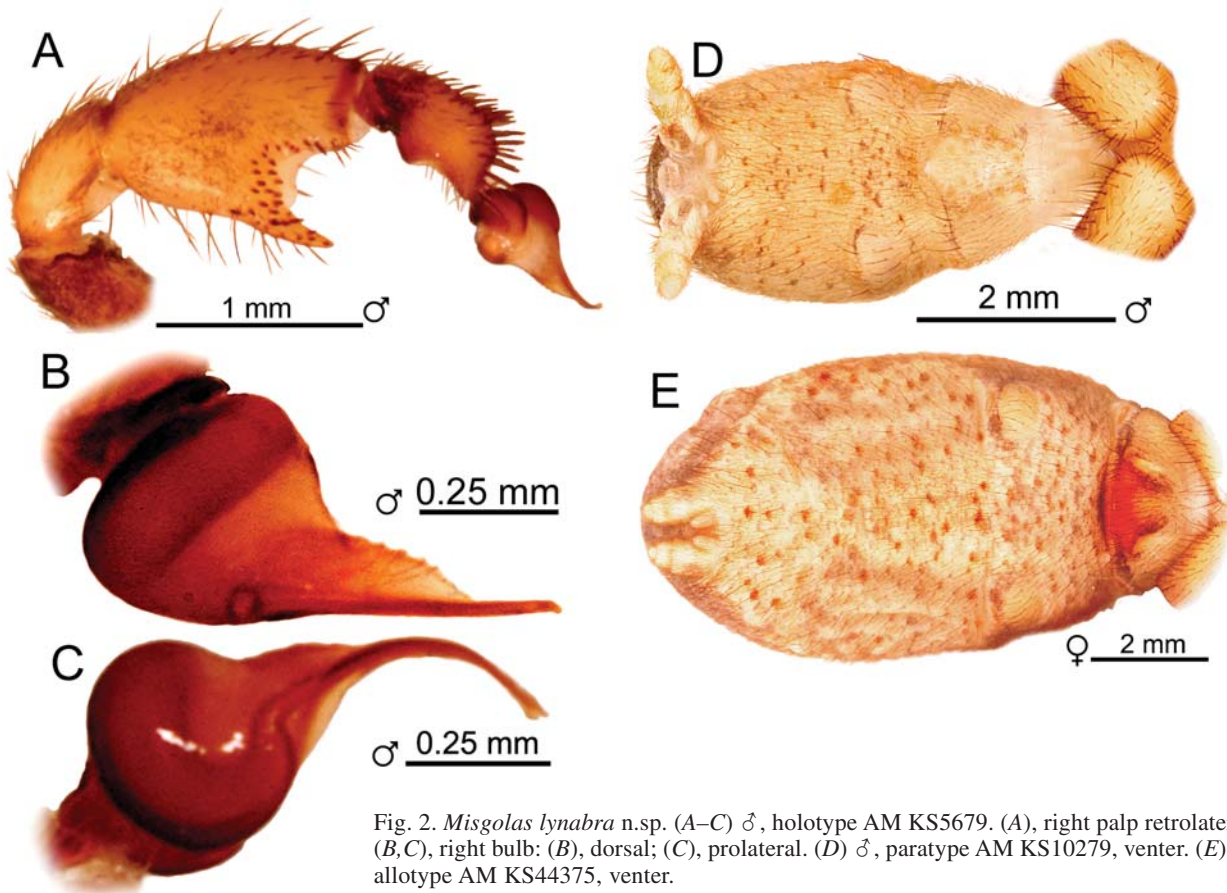 A
1 mm ♂
B
♂ 0.25 mm
C
♂ 0.25 mm
D
2 mm ♂
E
♀ 2 mm
Fig. 2. Misgolas lynabra n.sp. (A–C) ♂, holotype AM KS5679. (A), right palp retrolate
(B,C), right bulb: (B), dorsal; (C), prolateral. (D) ♂, paratype AM KS10279, venter. (E)
allotype AM KS44375, venter.